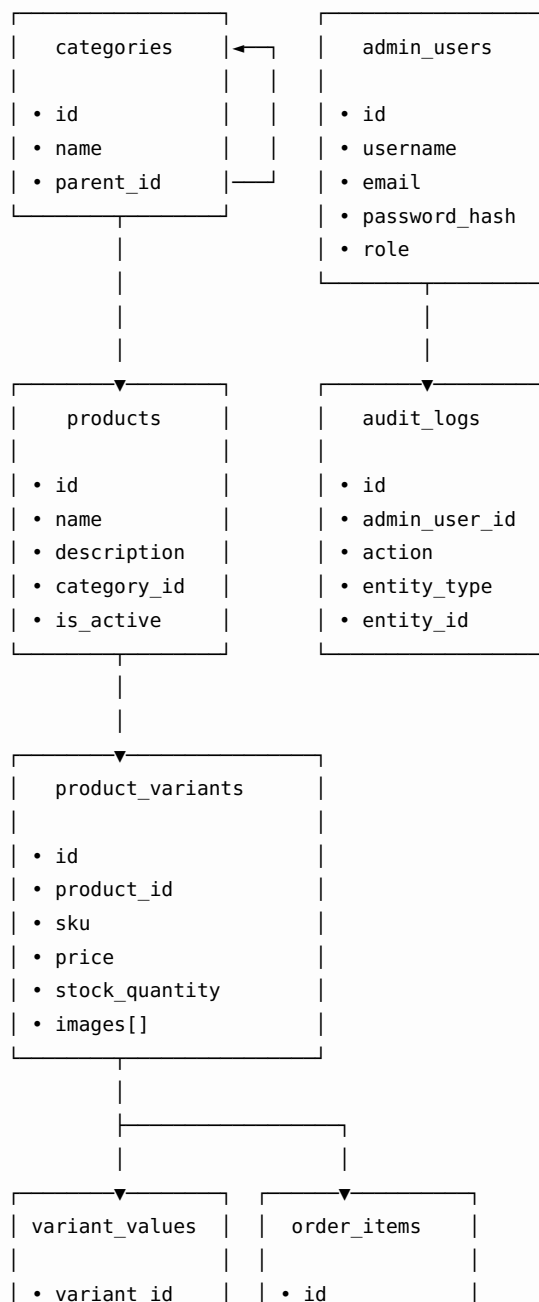 categories
• id
• name
• parent_id
admin_users
• id
• username
• email
• password_hash
• role
products
• id
• name
• description
• category_id
• is_active
audit_logs
• id
• admin_user_id
• action
• entity_type
• entity_id
product_variants
• id
• product_id
• sku
• price
• stock_quantity
• images[]
variant_values
• variant_id
order_items
• id